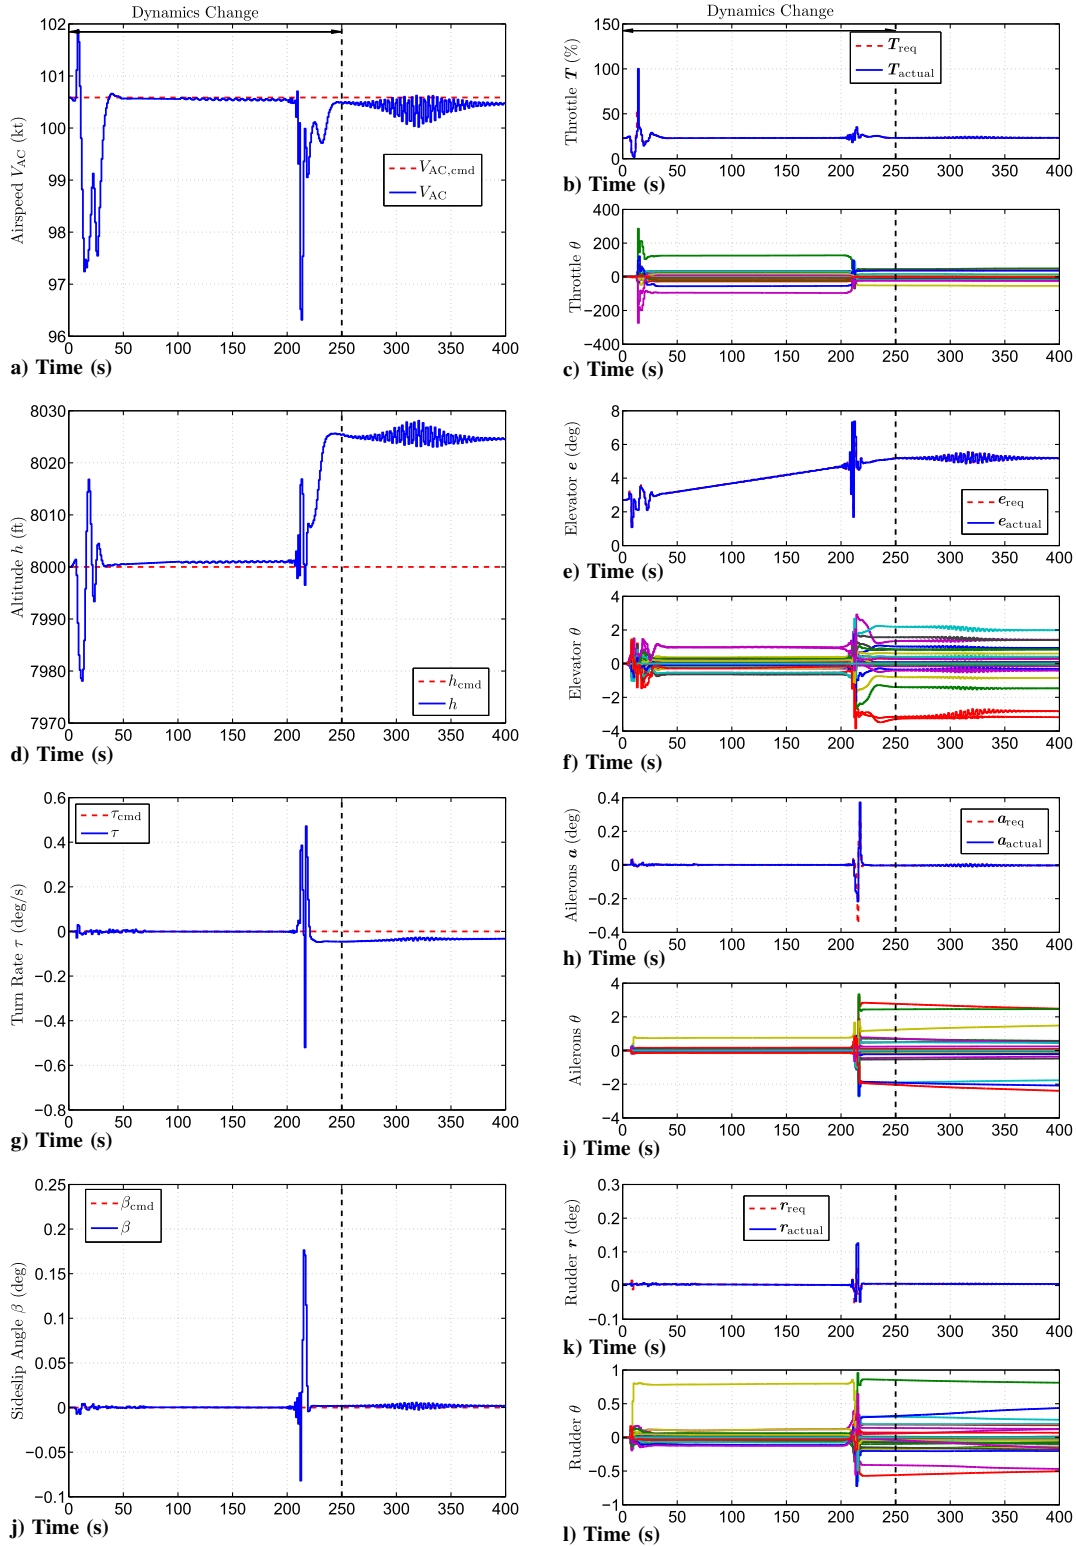 Dynamics Change
102
101
100
99
98
97
96
Airspeed V_AC (kt)
V_AC,cmd
V_AC
0 50 100 150 200 250 300 350 400
a) Time (s)
Dynamics Change
150
100
50
0
Throttle T (%)
T_req
T_actual
0 50 100 150 200 250 300 350 400
b) Time (s)
400
200
0
−200
−400
Throttle θ
0 50 100 150 200 250 300 350 400
c) Time (s)
8030
8020
8010
8000
7990
7980
7970
Altitude h (ft)
h_cmd
h
0 50 100 150 200 250 300 350 400
d) Time (s)
8
6
4
2
0
Elevator e (deg)
e_req
e_actual
0 50 100 150 200 250 300 350 400
e) Time (s)
4
2
0
−2
−4
Elevator θ
0 50 100 150 200 250 300 350 400
f) Time (s)
0.6
0.4
0.2
0
−0.2
−0.4
−0.6
−0.8
Turn Rate τ (deg/s)
τ_cmd
τ
0 50 100 150 200 250 300 350 400
g) Time (s)
0.4
0.2
0
−0.2
−0.4
Ailerons a (deg)
a_req
a_actual
0 50 100 150 200 250 300 350 400
h) Time (s)
4
2
0
−2
−4
Ailerons θ
0 50 100 150 200 250 300 350 400
i) Time (s)
0.25
0.2
0.15
0.1
0.05
0
−0.05
−0.1
Sideslip Angle β (deg)
β_cmd
β
0 50 100 150 200 250 300 350 400
j) Time (s)
0.3
0.2
0.1
0
−0.1
Rudder r (deg)
r_req
r_actual
0 50 100 150 200 250 300 350 400
k) Time (s)
1
0.5
0
−0.5
−1
Rudder θ
0 50 100 150 200 250 300 350 400
l) Time (s)